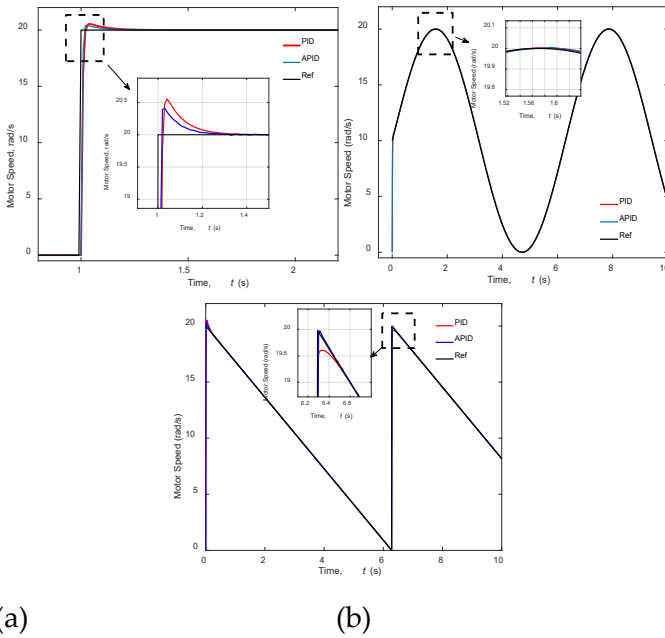 20
15
10
5
0
Motor Speed, rad/s
PID
APID
Ref
20.5
20
19.5
19
Motor Speed, rad/s
1
1.2
1.4
Time, t (s)
1
1.5
2
Time, t (s)
20
15
10
5
0
Motor Speed (rad/s)
20.1
20
19.9
19.8
Motor Speed (rad/s)
1.52
1.56
1.6
Time, t (s)
PID
APID
Ref
0
2
4
6
8
10
Time, t (s)
20
15
10
5
0
Motor Speed (rad/s)
20
19.5
19
Motor Speed (rad/s)
6.2
6.4
6.6
Time, t (s)
PID
APID
Ref
0
2
4
6
8
10
Time, t (s)
(a)
(b)